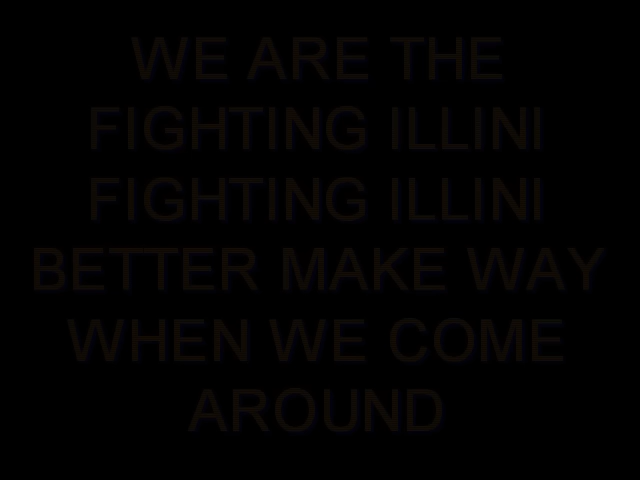 WE ARE THE
FIGHTING ILLINI
FIGHTING ILLINI
BETTER MAKE WAY
WHEN WE COME
AROUND